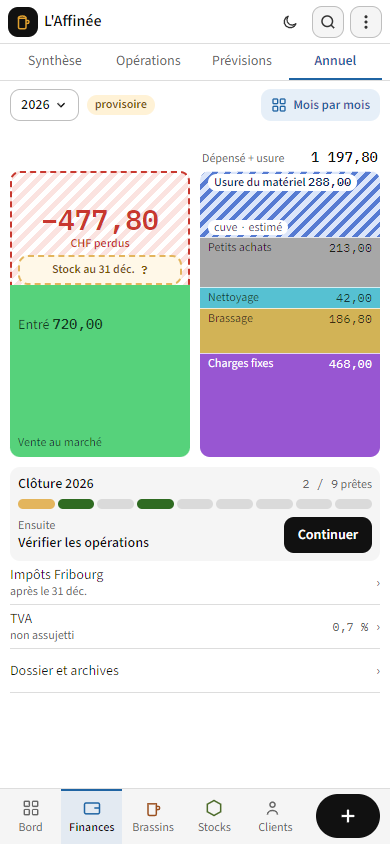 L'Affinée
Synthèse
Opérations
Prévisions
Annuel
2026
provisoire
Mois par mois
Dépensé + usure 1 197,80
−477,80
CHF perdus
Stock au 31 déc. ?
Entré 720,00
Vente au marché
Usure du matériel 288,00
cuve · estimé
Petits achats 213,00
Nettoyage 42,00
Brassage 186,80
Charges fixes 468,00
Clôture 2026 2 / 9 prêtes
Ensuite
Vérifier les opérations
Continuer
Impôts Fribourg
après le 31 déc.
TVA
non assujetti
0,7 %
Dossier et archives
Bord
Finances
Brassins
Stocks
Clients